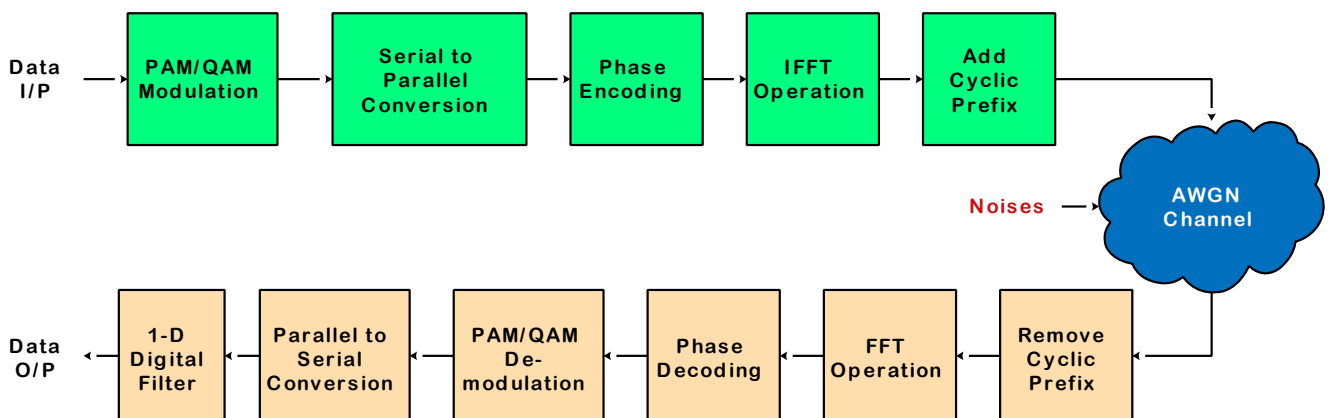 Data
I/P
PAM/QAM
Modulation
Serial to
Parallel
Conversion
Phase
Encoding
IFFT
Operation
Add
Cyclic
Prefix
Noises
AWGN
Channel
Data
O/P
1-D
Digital
Filter
Parallel to
Serial
Conversion
PAM/QAM
De-
modulation
Phase
Decoding
FFT
Operation
Remove
Cyclic
Prefix